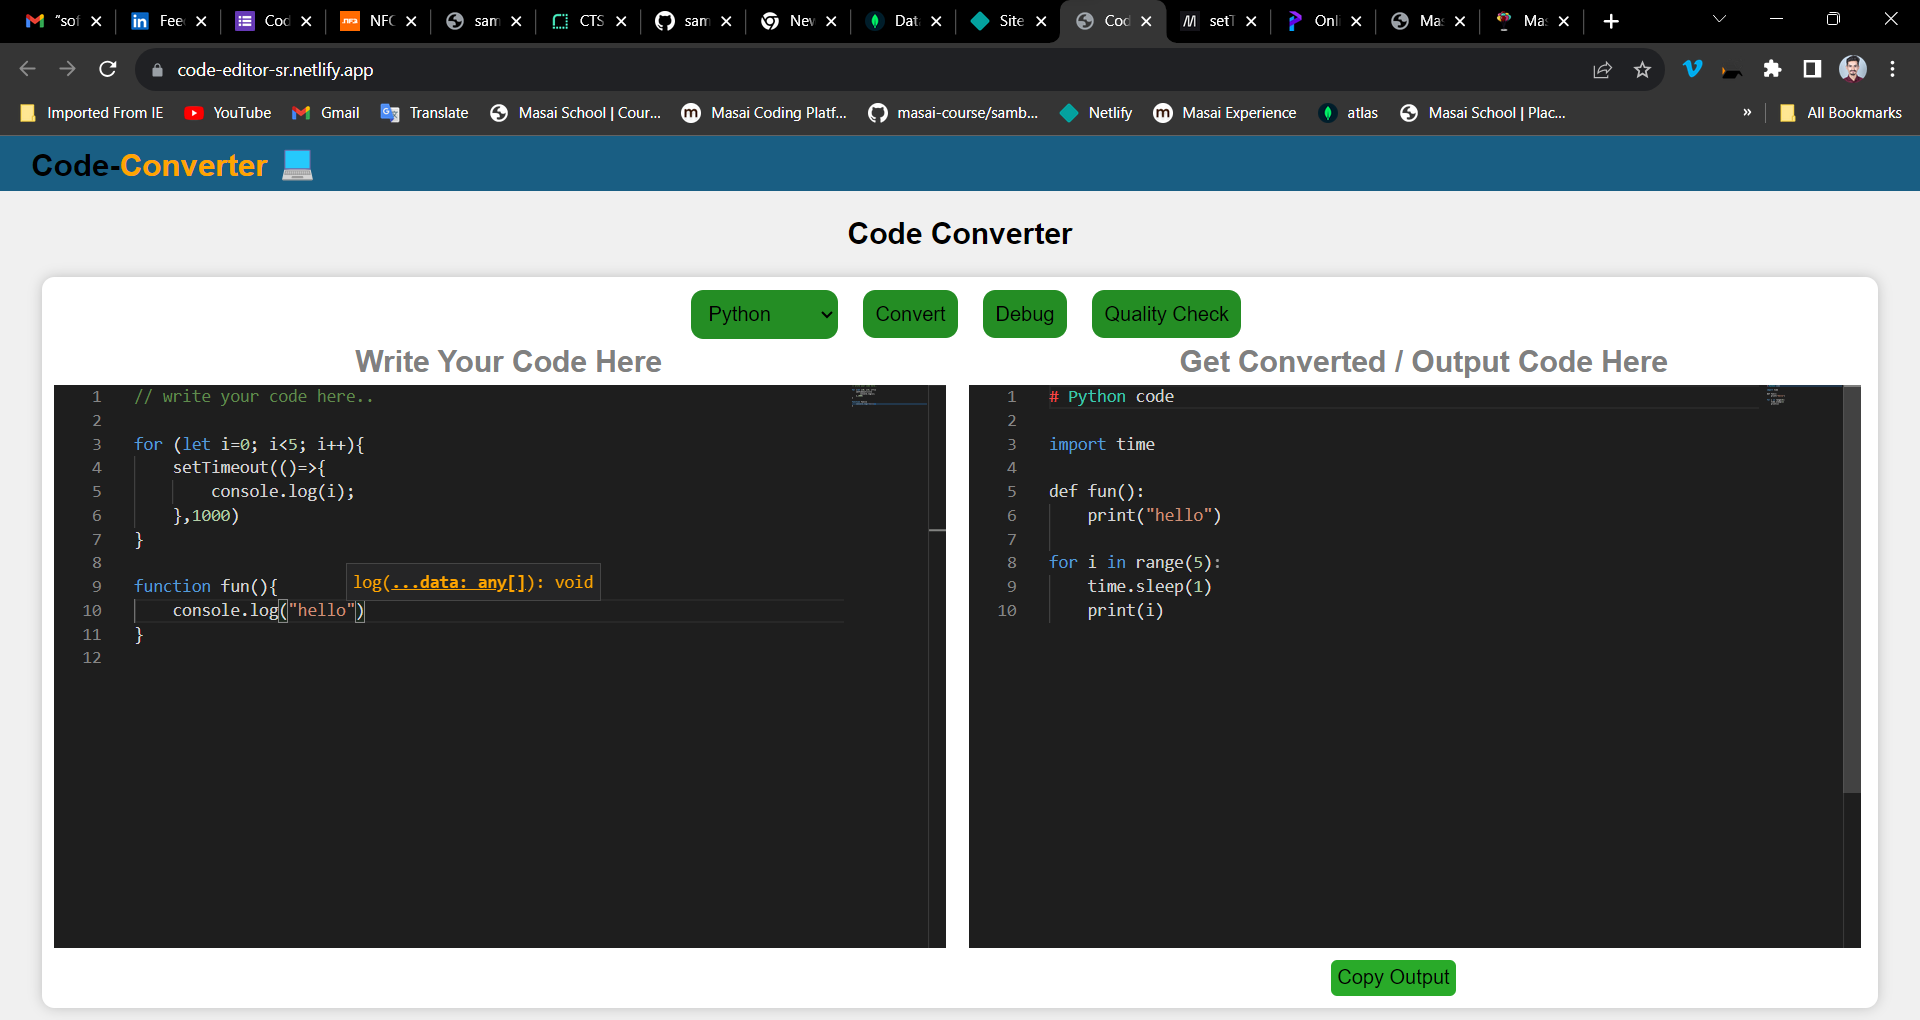 "sof
Fee
Cod
NFC
sam
CTS
sam
Nev
Dat
Site
Cod
setT
Onli
Mas
Mas
code-editor-sr.netlify.app
Imported From IE
YouTube
Gmail
Translate
Masai School | Cour...
Masai Coding Platf...
masai-course/samb...
Netlify
Masai Experience
atlas
Masai School | Plac...
»
All Bookmarks
Code-Converter
Code Converter
Python
Convert
Debug
Quality Check
Write Your Code Here
1 // write your code here..
2
3 for (let i=0; i<5; i++){
4 setTimeout(()=>{
5 console.log(i);
6 },1000)
7 }
8
log(...data: any[]): void
9 function fun(){
10 console.log("hello")
11 }
12
Get Converted / Output Code Here
1 # Python code
2
3 import time
4
5 def fun():
6 print("hello")
7
8 for i in range(5):
9 time.sleep(1)
10 print(i)
Copy Output